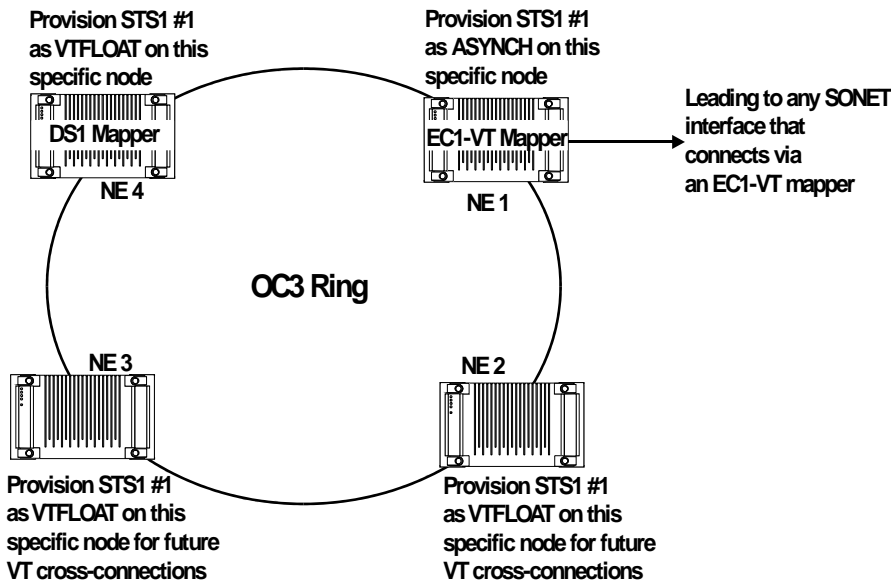 Provision STS1 #1
as VTFLOAT on this
specific node
DS1 Mapper
NE 4
Provision STS1 #1
as ASYNCH on this
specific node
EC1-VT Mapper
NE 1
Leading to any SONET
interface that
connects via
an EC1-VT mapper
OC3 Ring
NE 3
Provision STS1 #1
as VTFLOAT on this
specific node for future
VT cross-connections
NE 2
Provision STS1 #1
as VTFLOAT on this
specific node for future
VT cross-connections